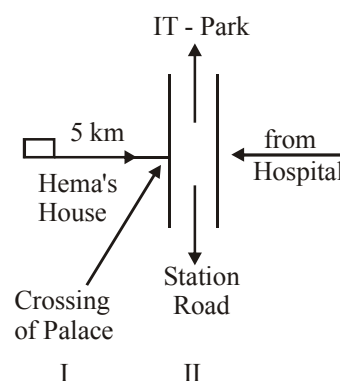 IT - Park
5 km
from
Hospital
Hema's
House
Station
Road
Crossing
of Palace
I II